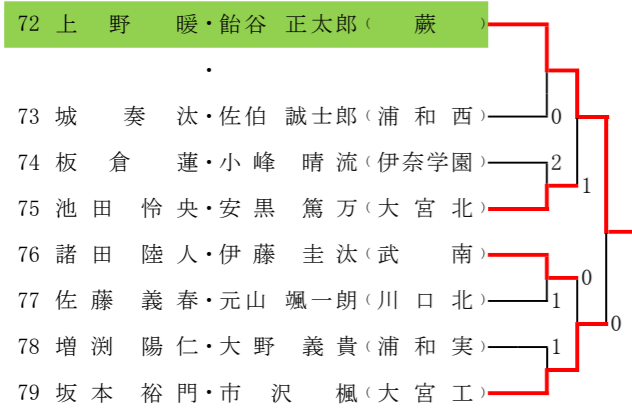 72 上野 暖・飴谷 正太郎（蕨）
・
73 城 奏汰・佐伯 誠士郎（浦和西） 0
74 板倉 蓮・小峰 晴流（伊奈学園） 2
1
75 池田 怜央・安黒 篤万（大宮北）
76 諸田 陸人・伊藤 圭汰（武南）
0
77 佐藤 義春・元山 颯一朗（川口北） 1
0
78 増渕 陽仁・大野 義貴（浦和実） 1
79 坂本 裕門・市沢 楓（大宮工）